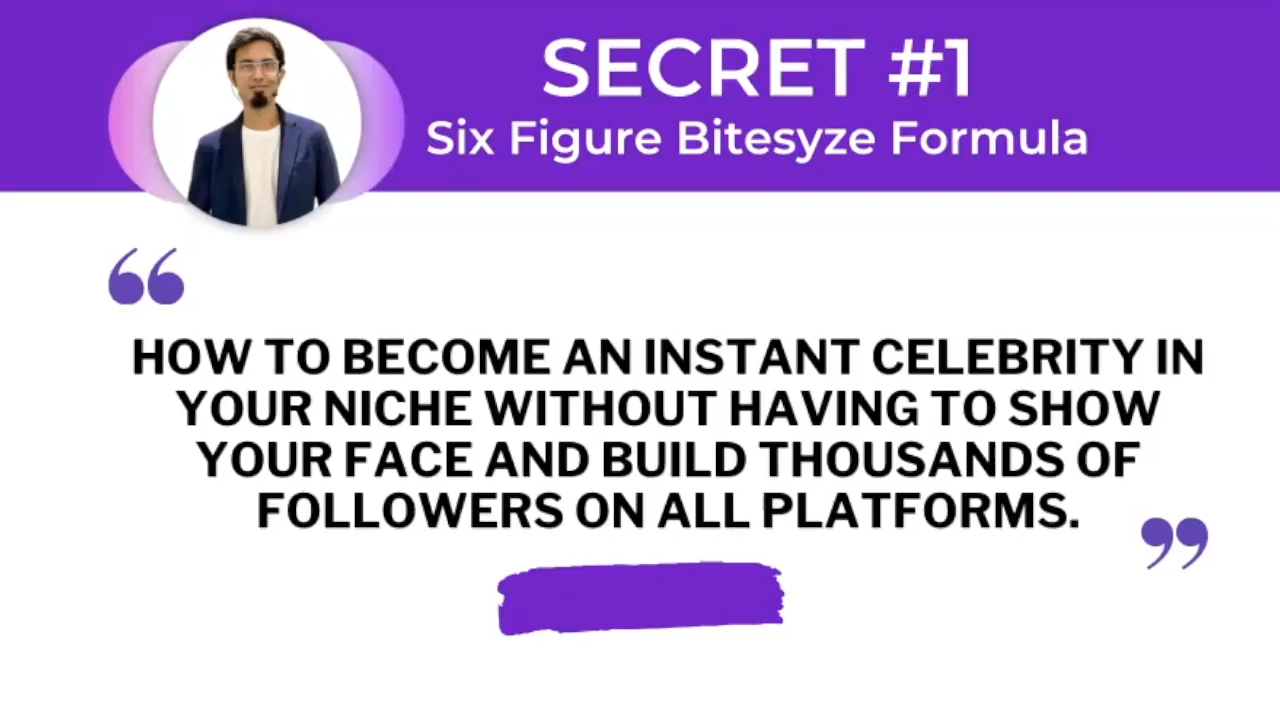 SECRET #1
Six Figure Bitesyze Formula
“
HOW TO BECOME AN INSTANT CELEBRITY IN
YOUR NICHE WITHOUT HAVING TO SHOW
YOUR FACE AND BUILD THOUSANDS OF
FOLLOWERS ON ALL PLATFORMS.
”